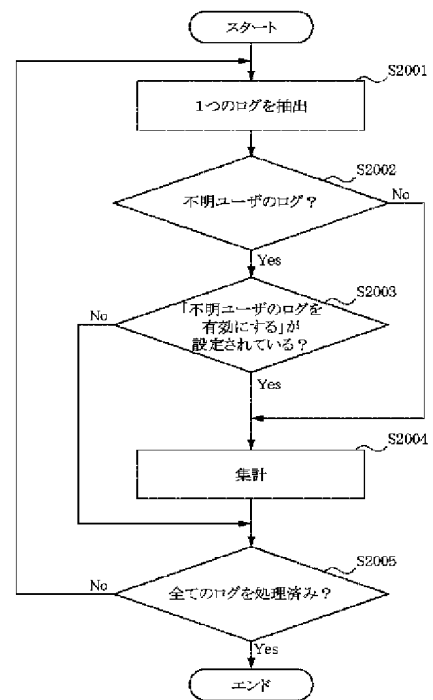 スタート
S2001
1つのログを抽出
S2002
不明ユーザのログ？
No
Yes
S2003
「不明ユーザのログを
有効にする」が
設定されている？
No
Yes
S2004
集計
S2005
全てのログを処理済み？
No
Yes
エンド